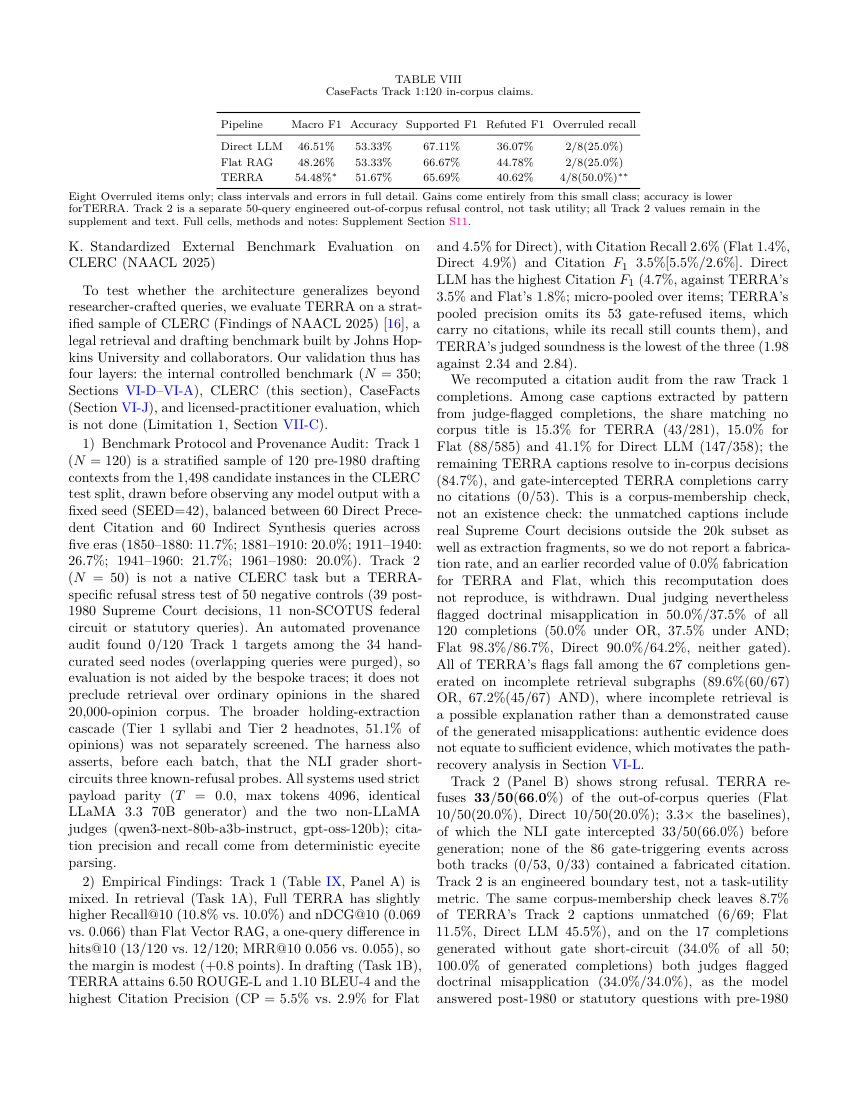 TABLE VIII
CaseFacts Track 1:120 in-corpus claims.
Pipeline Macro F1 Accuracy Supported F1 Refuted F1 Overruled recall
Direct LLM 46.51% 53.33% 67.11% 36.07% 2/8(25.0%)
Flat RAG 48.26% 53.33% 66.67% 44.78% 2/8(25.0%)
TERRA 54.48%* 51.67% 65.69% 40.62% 4/8(50.0%)**
Eight Overruled items only; class intervals and errors in full detail. Gains come entirely from this small class; accuracy is lower
forTERRA. Track 2 is a separate 50-query engineered out-of-corpus refusal control, not task utility; all Track 2 values remain in the
supplement and text. Full cells, methods and notes: Supplement Section S11.
K. Standardized External Benchmark Evaluation on
CLERC (NAACL 2025)
To test whether the architecture generalizes beyond
researcher-crafted queries, we evaluate TERRA on a strat-
ified sample of CLERC (Findings of NAACL 2025) [16], a
legal retrieval and drafting benchmark built by Johns Hop-
kins University and collaborators. Our validation thus has
four layers: the internal controlled benchmark (N = 350;
Sections VI-D–VI-A), CLERC (this section), CaseFacts
(Section VI-J), and licensed-practitioner evaluation, which
is not done (Limitation 1, Section VII-C).
1) Benchmark Protocol and Provenance Audit: Track 1
(N = 120) is a stratified sample of 120 pre-1980 drafting
contexts from the 1,498 candidate instances in the CLERC
test split, drawn before observing any model output with a
fixed seed (SEED=42), balanced between 60 Direct Prece-
dent Citation and 60 Indirect Synthesis queries across
five eras (1850–1880: 11.7%; 1881–1910: 20.0%; 1911–1940:
26.7%; 1941–1960: 21.7%; 1961–1980: 20.0%). Track 2
(N = 50) is not a native CLERC task but a TERRA-
specific refusal stress test of 50 negative controls (39 post-
1980 Supreme Court decisions, 11 non-SCOTUS federal
circuit or statutory queries). An automated provenance
audit found 0/120 Track 1 targets among the 34 hand-
curated seed nodes (overlapping queries were purged), so
evaluation is not aided by the bespoke traces; it does not
preclude retrieval over ordinary opinions in the shared
20,000-opinion corpus. The broader holding-extraction
cascade (Tier 1 syllabi and Tier 2 headnotes, 51.1% of
opinions) was not separately screened. The harness also
asserts, before each batch, that the NLI grader short-
circuits three known-refusal probes. All systems used strict
payload parity (T = 0.0, max tokens 4096, identical
LLaMA 3.3 70B generator) and the two non-LLaMA
judges (qwen3-next-80b-a3b-instruct, gpt-oss-120b); cita-
tion precision and recall come from deterministic eyecite
parsing.
2) Empirical Findings: Track 1 (Table IX, Panel A) is
mixed. In retrieval (Task 1A), Full TERRA has slightly
higher Recall@10 (10.8% vs. 10.0%) and nDCG@10 (0.069
vs. 0.066) than Flat Vector RAG, a one-query difference in
hits@10 (13/120 vs. 12/120; MRR@10 0.056 vs. 0.055), so
the margin is modest (+0.8 points). In drafting (Task 1B),
TERRA attains 6.50 ROUGE-L and 1.10 BLEU-4 and the
highest Citation Precision (CP = 5.5% vs. 2.9% for Flat
and 4.5% for Direct), with Citation Recall 2.6% (Flat 1.4%,
Direct 4.9%) and Citation F1 3.5%[5.5%/2.6%]. Direct
LLM has the highest Citation F1 (4.7%, against TERRA's
3.5% and Flat's 1.8%; micro-pooled over items; TERRA's
pooled precision omits its 53 gate-refused items, which
carry no citations, while its recall still counts them), and
TERRA's judged soundness is the lowest of the three (1.98
against 2.34 and 2.84).
We recomputed a citation audit from the raw Track 1
completions. Among case captions extracted by pattern
from judge-flagged completions, the share matching no
corpus title is 15.3% for TERRA (43/281), 15.0% for
Flat (88/585) and 41.1% for Direct LLM (147/358); the
remaining TERRA captions resolve to in-corpus decisions
(84.7%), and gate-intercepted TERRA completions carry
no citations (0/53). This is a corpus-membership check,
not an existence check: the unmatched captions include
real Supreme Court decisions outside the 20k subset as
well as extraction fragments, so we do not report a fabrica-
tion rate, and an earlier recorded value of 0.0% fabrication
for TERRA and Flat, which this recomputation does
not reproduce, is withdrawn. Dual judging nevertheless
flagged doctrinal misapplication in 50.0%/37.5% of all
120 completions (50.0% under OR, 37.5% under AND;
Flat 98.3%/86.7%, Direct 90.0%/64.2%, neither gated).
All of TERRA's flags fall among the 67 completions gen-
erated on incomplete retrieval subgraphs (89.6%(60/67)
OR, 67.2%(45/67) AND), where incomplete retrieval is
a possible explanation rather than a demonstrated cause
of the generated misapplications: authentic evidence does
not equate to sufficient evidence, which motivates the path-
recovery analysis in Section VI-L.
Track 2 (Panel B) shows strong refusal. TERRA re-
fuses 33/50(66.0%) of the out-of-corpus queries (Flat
10/50(20.0%), Direct 10/50(20.0%); 3.3× the baselines),
of which the NLI gate intercepted 33/50(66.0%) before
generation; none of the 86 gate-triggering events across
both tracks (0/53, 0/33) contained a fabricated citation.
Track 2 is an engineered boundary test, not a task-utility
metric. The same corpus-membership check leaves 8.7%
of TERRA's Track 2 captions unmatched (6/69; Flat
11.5%, Direct LLM 45.5%), and on the 17 completions
generated without gate short-circuit (34.0% of all 50;
100.0% of generated completions) both judges flagged
doctrinal misapplication (34.0%/34.0%), as the model
answered post-1980 or statutory questions with pre-1980